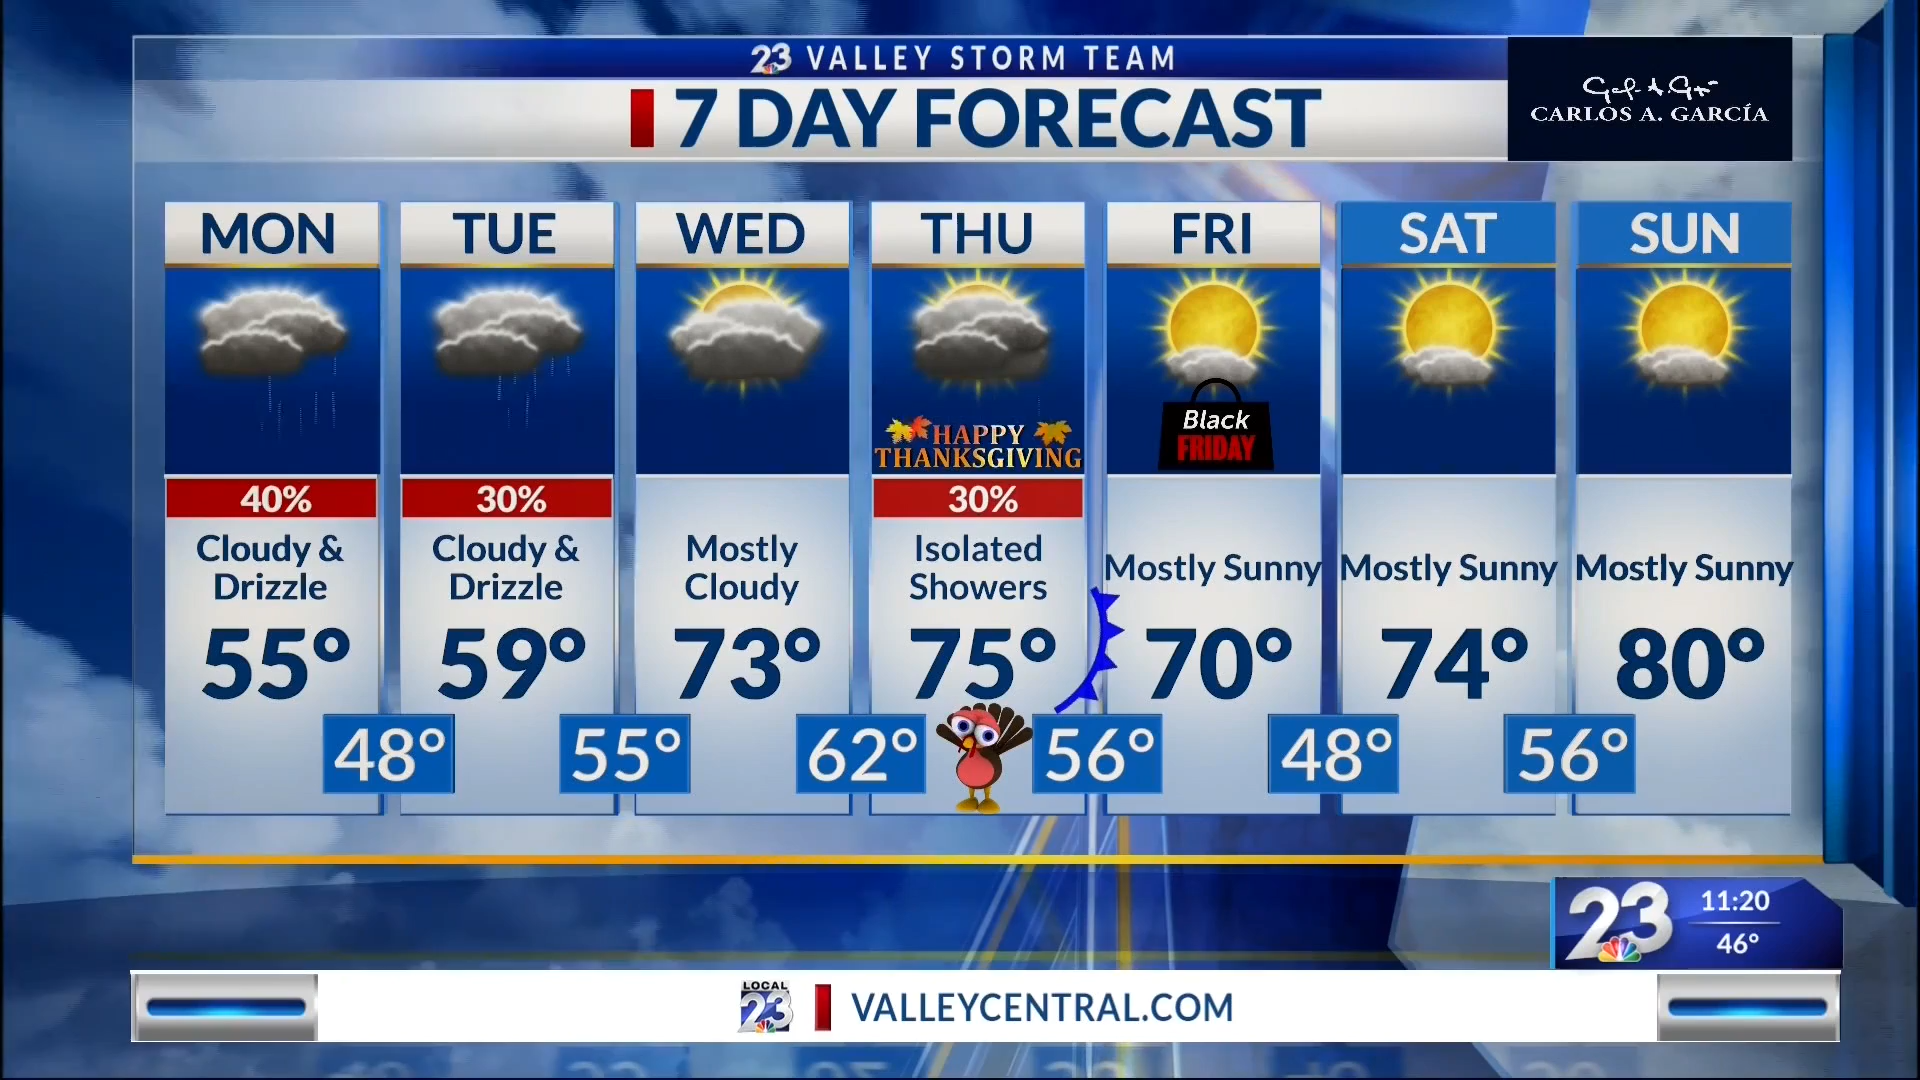 23 VALLEY STORM TEAM
7 DAY FORECAST
CARLOS A. GARCÍA
MON
TUE
WED
THU
FRI
SAT
SUN
HAPPY
THANKSGIVING
Black
FRIDAY
40%
30%
30%
Cloudy &
Drizzle
Cloudy &
Drizzle
Mostly
Cloudy
Isolated
Showers
Mostly Sunny
Mostly Sunny
Mostly Sunny
55°
59°
73°
75°
70°
74°
80°
48°
55°
62°
56°
48°
56°
23
11:20
46°
LOCAL
23
VALLEYCENTRAL.COM